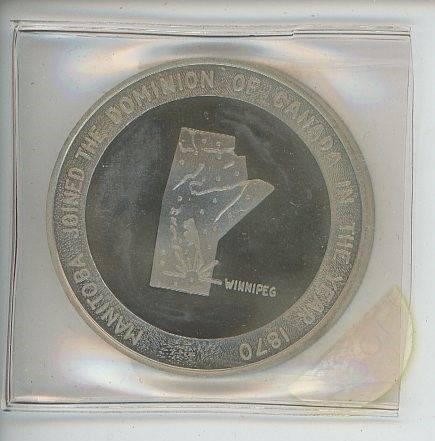 MANITOBA JOINED THE DOMINION OF CANADA IN THE YEAR 1870
WINNIPEG